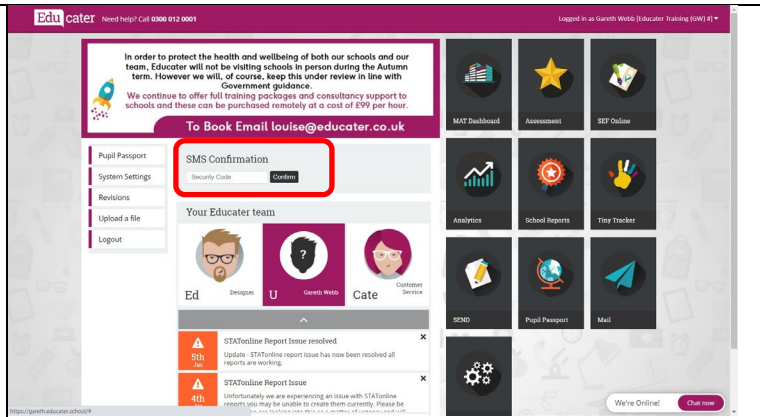 Educater Need help? Call 0300 012 0001
Logged in as Gareth Webb [Educater Training (GW) #]
In order to protect the health and wellbeing of both our schools and our
team, Educater will not be visiting schools in person during the Autumn
term. However we will, of course, keep this under review in line with
Government guidance.
We continue to offer full training packages and consultancy support to
schools and these can be purchased remotely at a cost of £99 per hour.
To Book Email louise@educater.co.uk
Pupil Passport
System Settings
Revisions
Upload a file
Logout
SMS Confirmation
Security Code
Confirm
Your Educater team
?
Ed Designer
U Gareth Webb
Cate Customer
Service
STATonline Report Issue resolved
5th
Jan
Update - STATonline report issue has now been resolved all
reports are working.
STATonline Report Issue
4th
Unfortunately we are experiencing an issue with STATonline
reports you may be unable to create them currently. Please be
MAT Dashboard
Assessment
SEF Online
Analytics
School Reports
Tiny Tracker
SEND
Pupil Passport
Mail
We're Online!
Chat now
https://gareth.educater.school/#